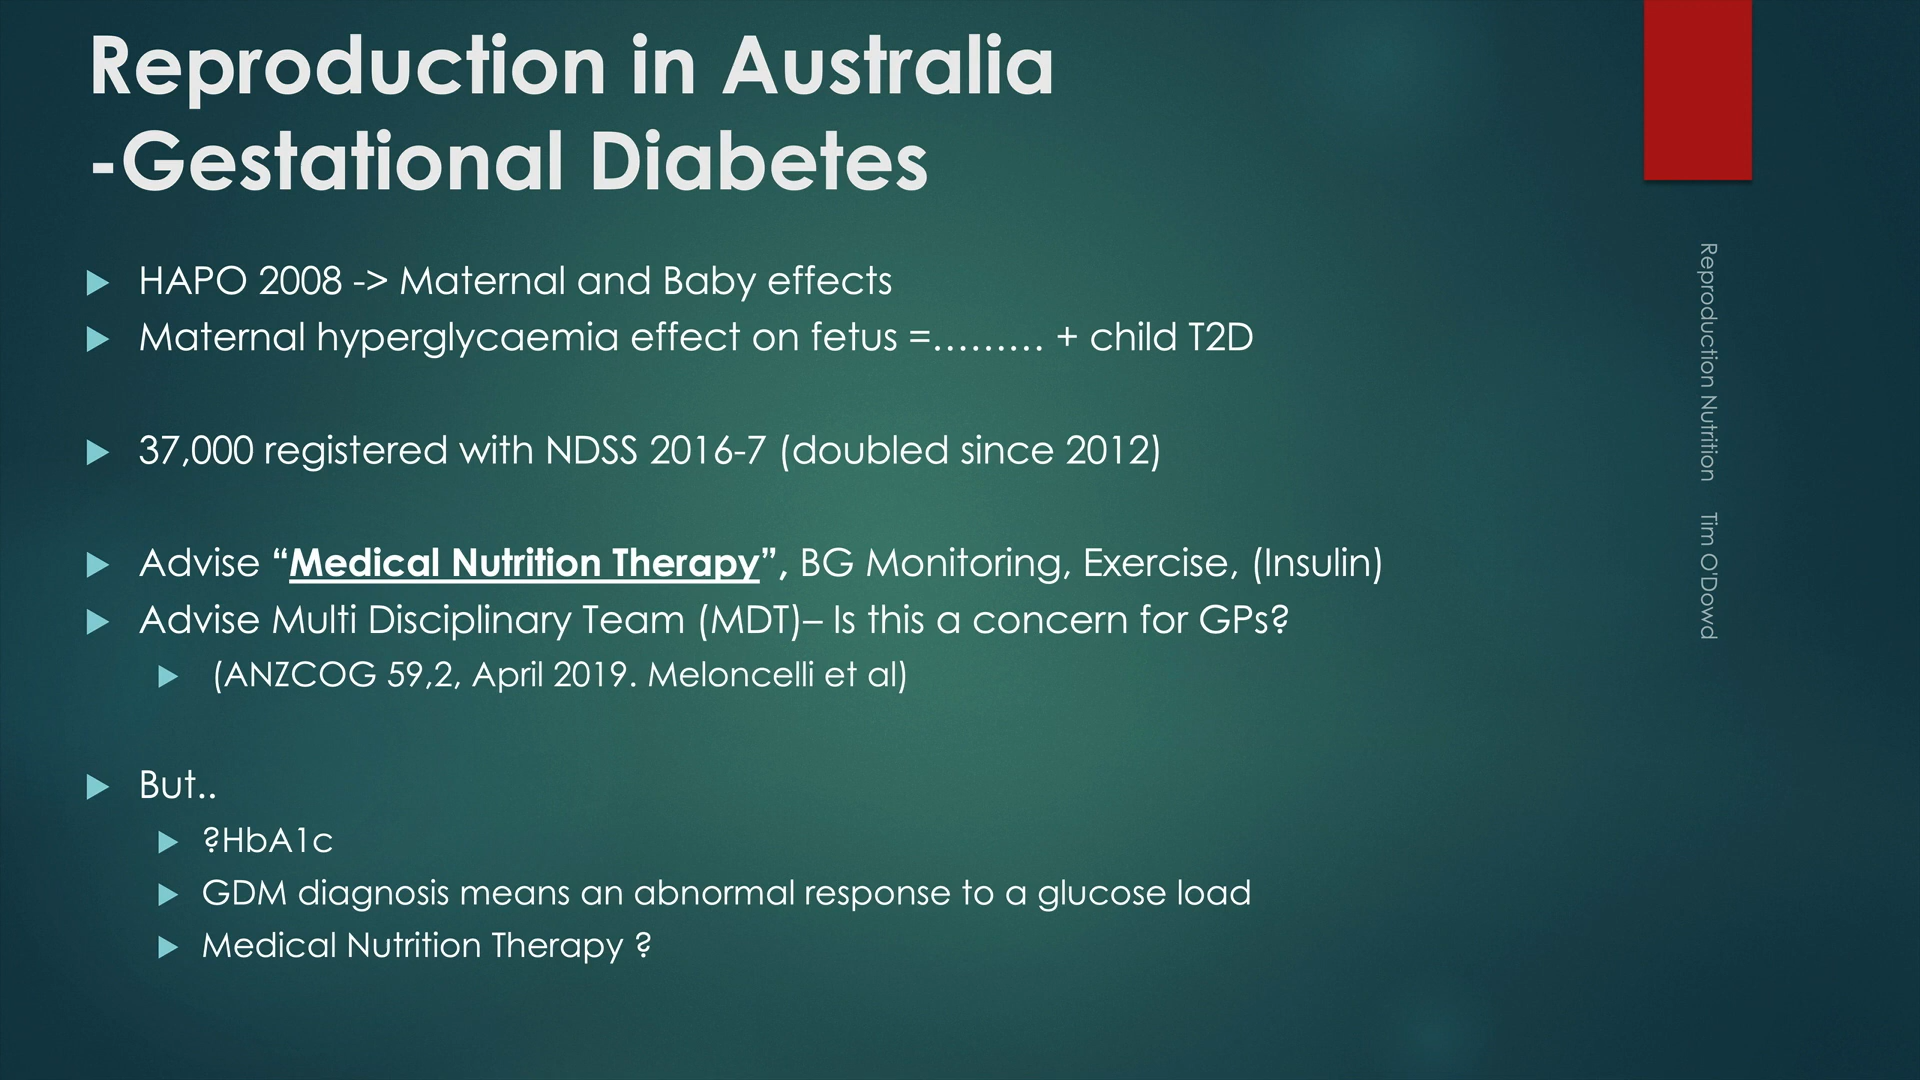 Reproduction in Australia
-Gestational Diabetes
HAPO 2008 -> Maternal and Baby effects
Maternal hyperglycaemia effect on fetus =......... + child T2D
37,000 registered with NDSS 2016-7 (doubled since 2012)
Advise “Medical Nutrition Therapy”, BG Monitoring, Exercise, (Insulin)
Advise Multi Disciplinary Team (MDT)– Is this a concern for GPs?
(ANZCOG 59,2, April 2019. Meloncelli et al)
But..
?HbA1c
GDM diagnosis means an abnormal response to a glucose load
Medical Nutrition Therapy ?
Reproduction Nutrition Tim O'Dowd